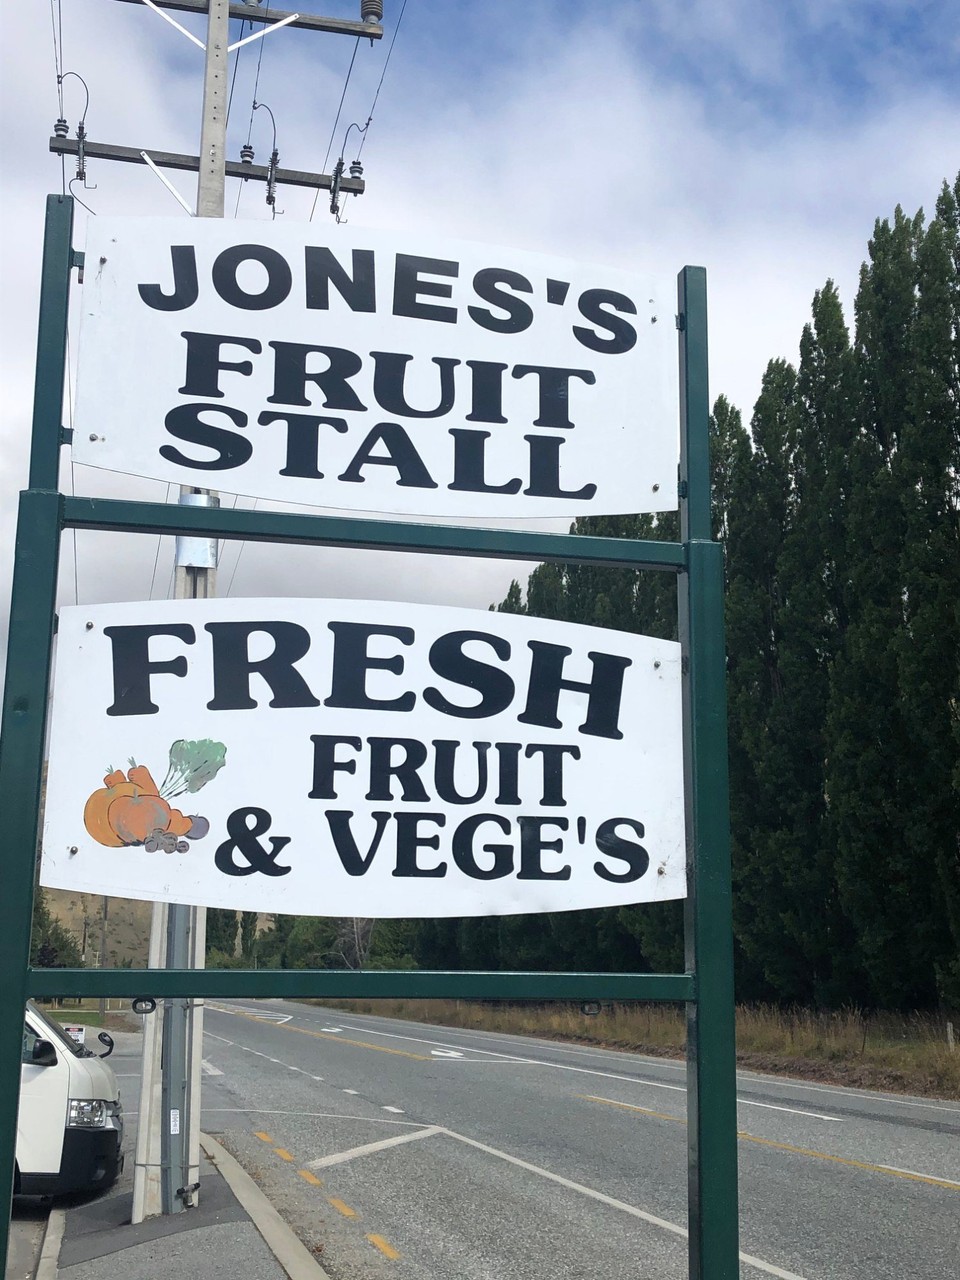 JONES'S
FRUIT
STALL
FRESH
FRUIT
& VEGE'S